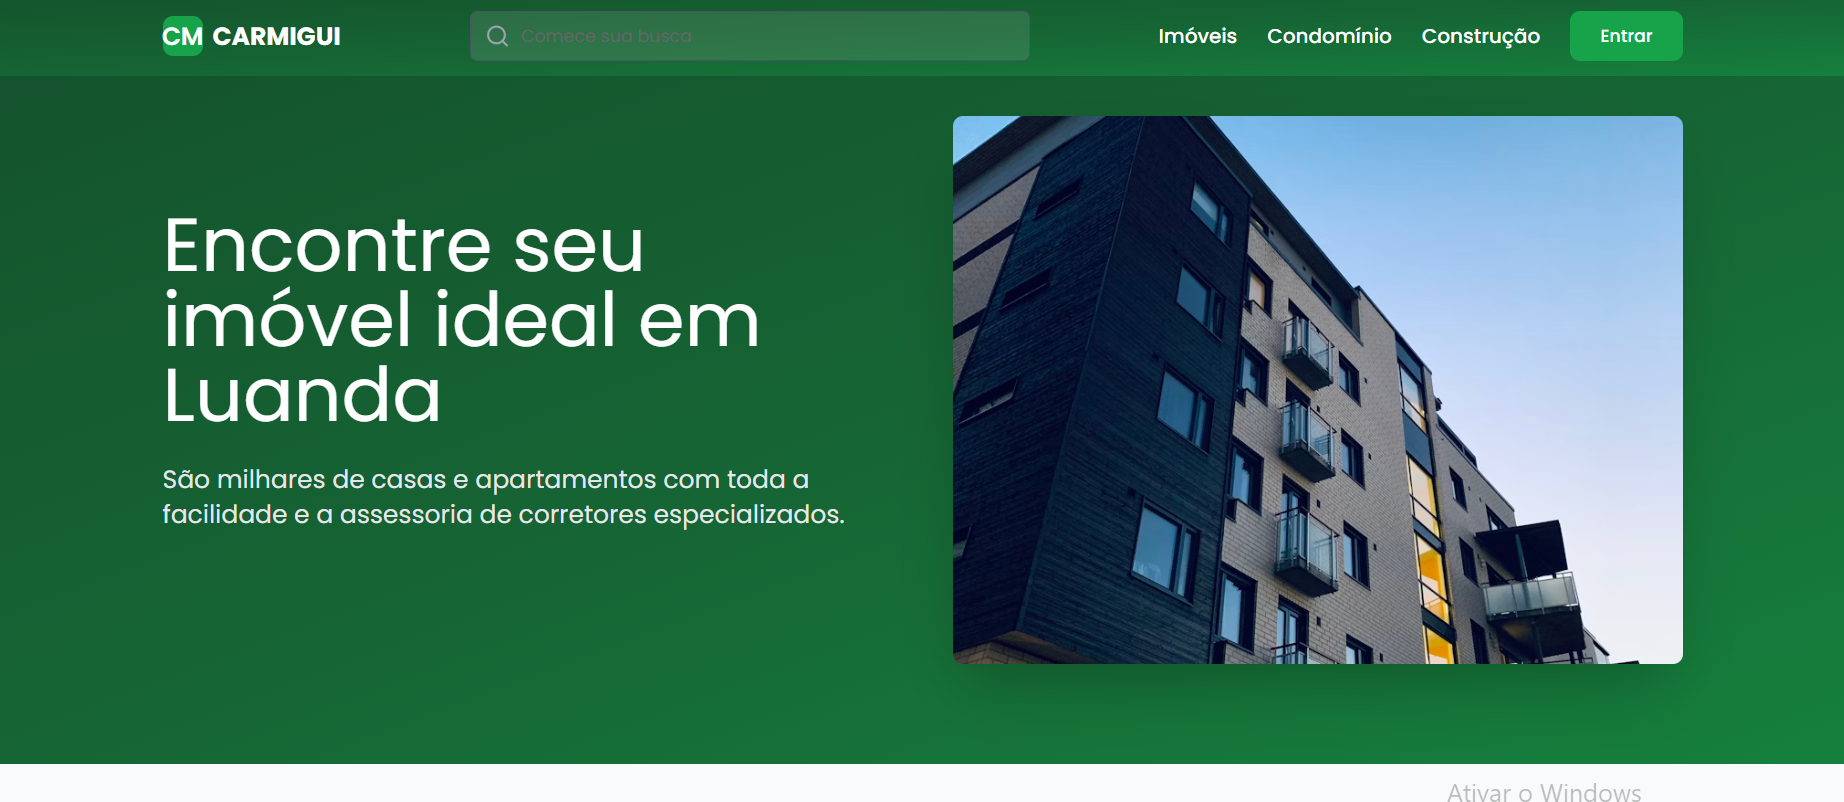 CM CARMIGUI
Comece sua busca
Imóveis Condomínio Construção Entrar
Encontre seu
imóvel ideal em
Luanda
São milhares de casas e apartamentos com toda a
facilidade e a assessoria de corretores especializados.
Ativar o Windows